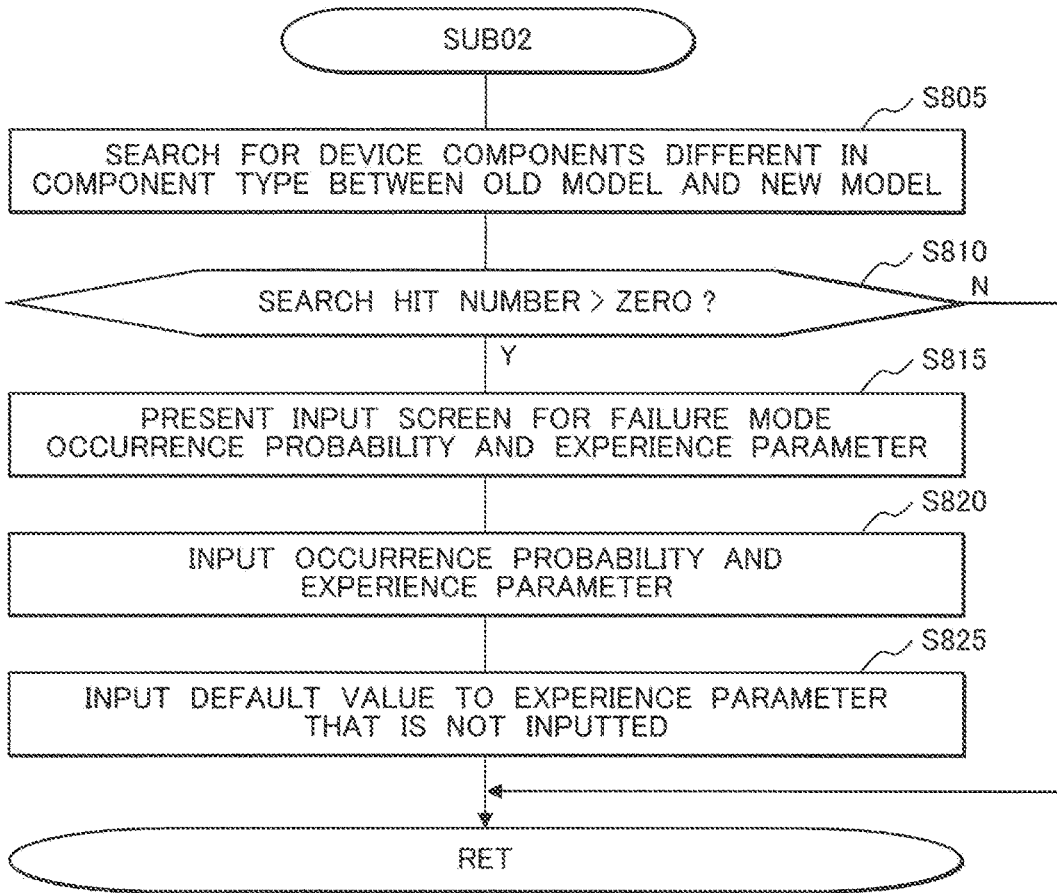 SUB02
S805
SEARCH FOR DEVICE COMPONENTS DIFFERENT IN
COMPONENT TYPE BETWEEN OLD MODEL AND NEW MODEL
S810
SEARCH HIT NUMBER > ZERO ?
N
Y
S815
PRESENT INPUT SCREEN FOR FAILURE MODE
OCCURRENCE PROBABILITY AND EXPERIENCE PARAMETER
S820
INPUT OCCURRENCE PROBABILITY AND
EXPERIENCE PARAMETER
S825
INPUT DEFAULT VALUE TO EXPERIENCE PARAMETER
THAT IS NOT INPUTTED
RET